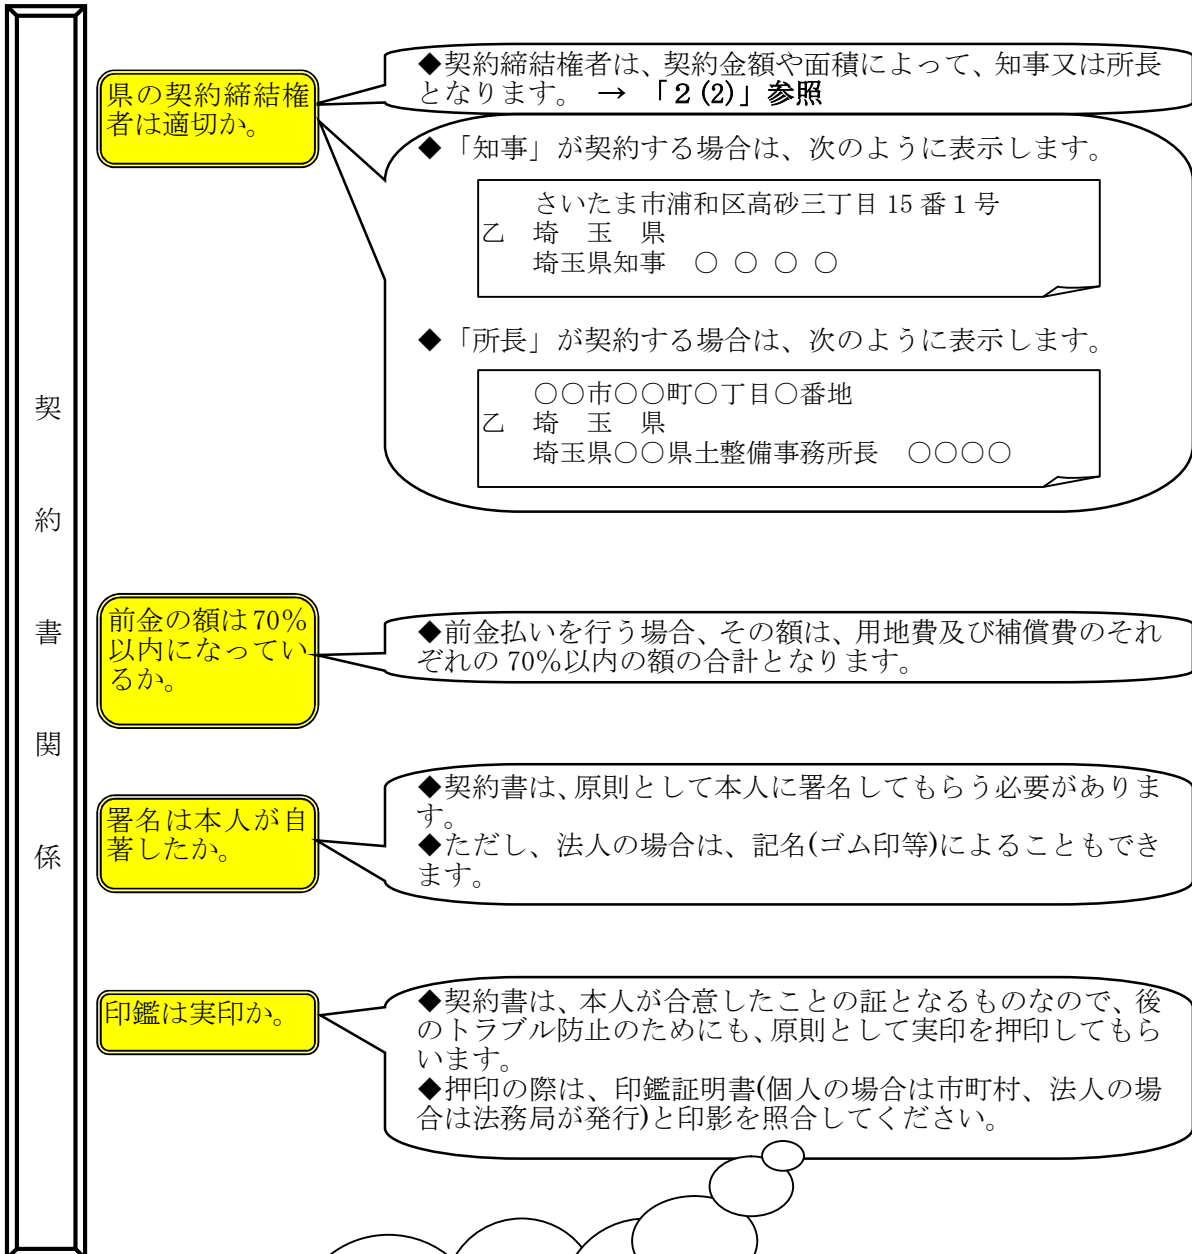 契約書関係
県の契約締結権
者は適切か。
◆契約締結権者は、契約金額や面積によって、知事又は所長
となります。 → 「２(2)」参照
◆「知事」が契約する場合は、次のように表示します。
さいたま市浦和区高砂三丁目 15 番１号
乙 埼 玉 県
埼玉県知事 ○ ○ ○ ○
◆「所長」が契約する場合は、次のように表示します。
○○市○○町○丁目○番地
乙 埼 玉 県
埼玉県○○県土整備事務所長 ○○○○
前金の額は 70%
以内になってい
るか。
◆前金払いを行う場合、その額は、用地費及び補償費のそれ
ぞれの 70%以内の額の合計となります。
署名は本人が自
著したか。
◆契約書は、原則として本人に署名してもらう必要がありま
す。
◆ただし、法人の場合は、記名(ゴム印等)によることもでき
ます。
印鑑は実印か。
◆契約書は、本人が合意したことの証となるものなので、後
のトラブル防止のためにも、原則として実印を押印してもら
います。
◆押印の際は、印鑑証明書(個人の場合は市町村、法人の場
合は法務局が発行)と印影を照合してください。